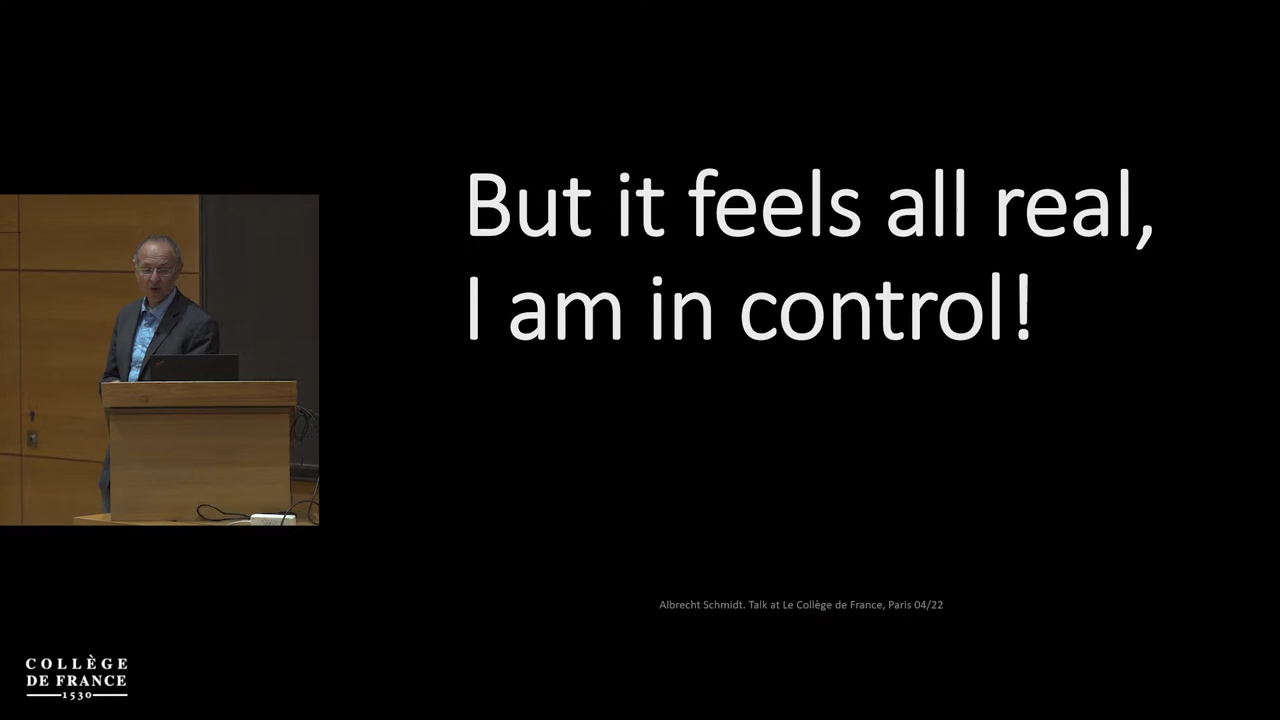 But it feels all real,
I am in control!
Albrecht Schmidt. Talk at Le Collège de France, Paris 04/22
COLLÈGE
DE FRANCE
1530